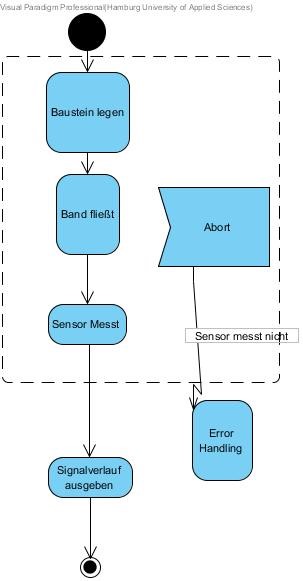 Visual Paradigm Professional(Hamburg University of Applied Sciences)
Baustein legen
Band fließt
Abort
Sensor Messt
Sensor messt nicht
Error
Handling
Signalverlauf
ausgeben